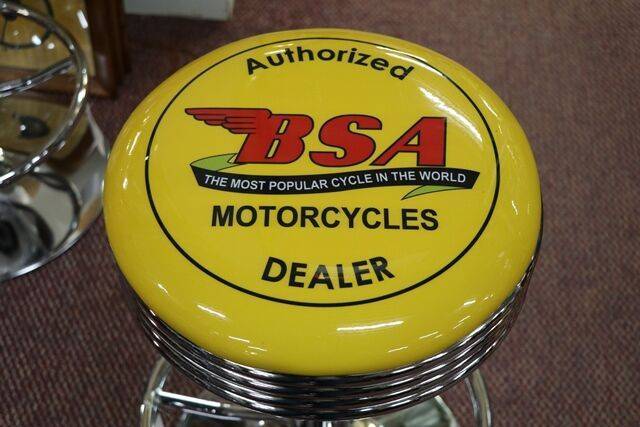 Authorized
BSA
THE MOST POPULAR CYCLE IN THE WORLD
MOTORCYCLES
DEALER